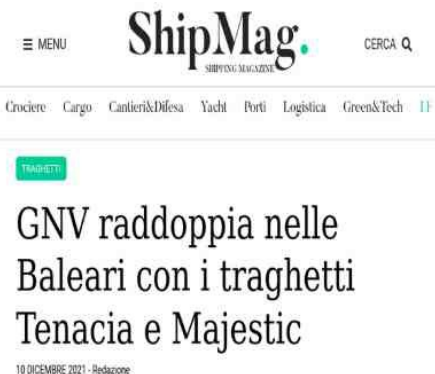 ☰ MENU
ShipMag.
CERCA
SHIPPING MAGAZINE
Crociere Cargo Cantieri&Difesa Yacht Porti Logistica Green&Tech
TRAGHETTI
GNV raddoppia nelle
Baleari con i traghetti
Tenacia e Majestic
10 DICEMBRE 2021 - Redazione